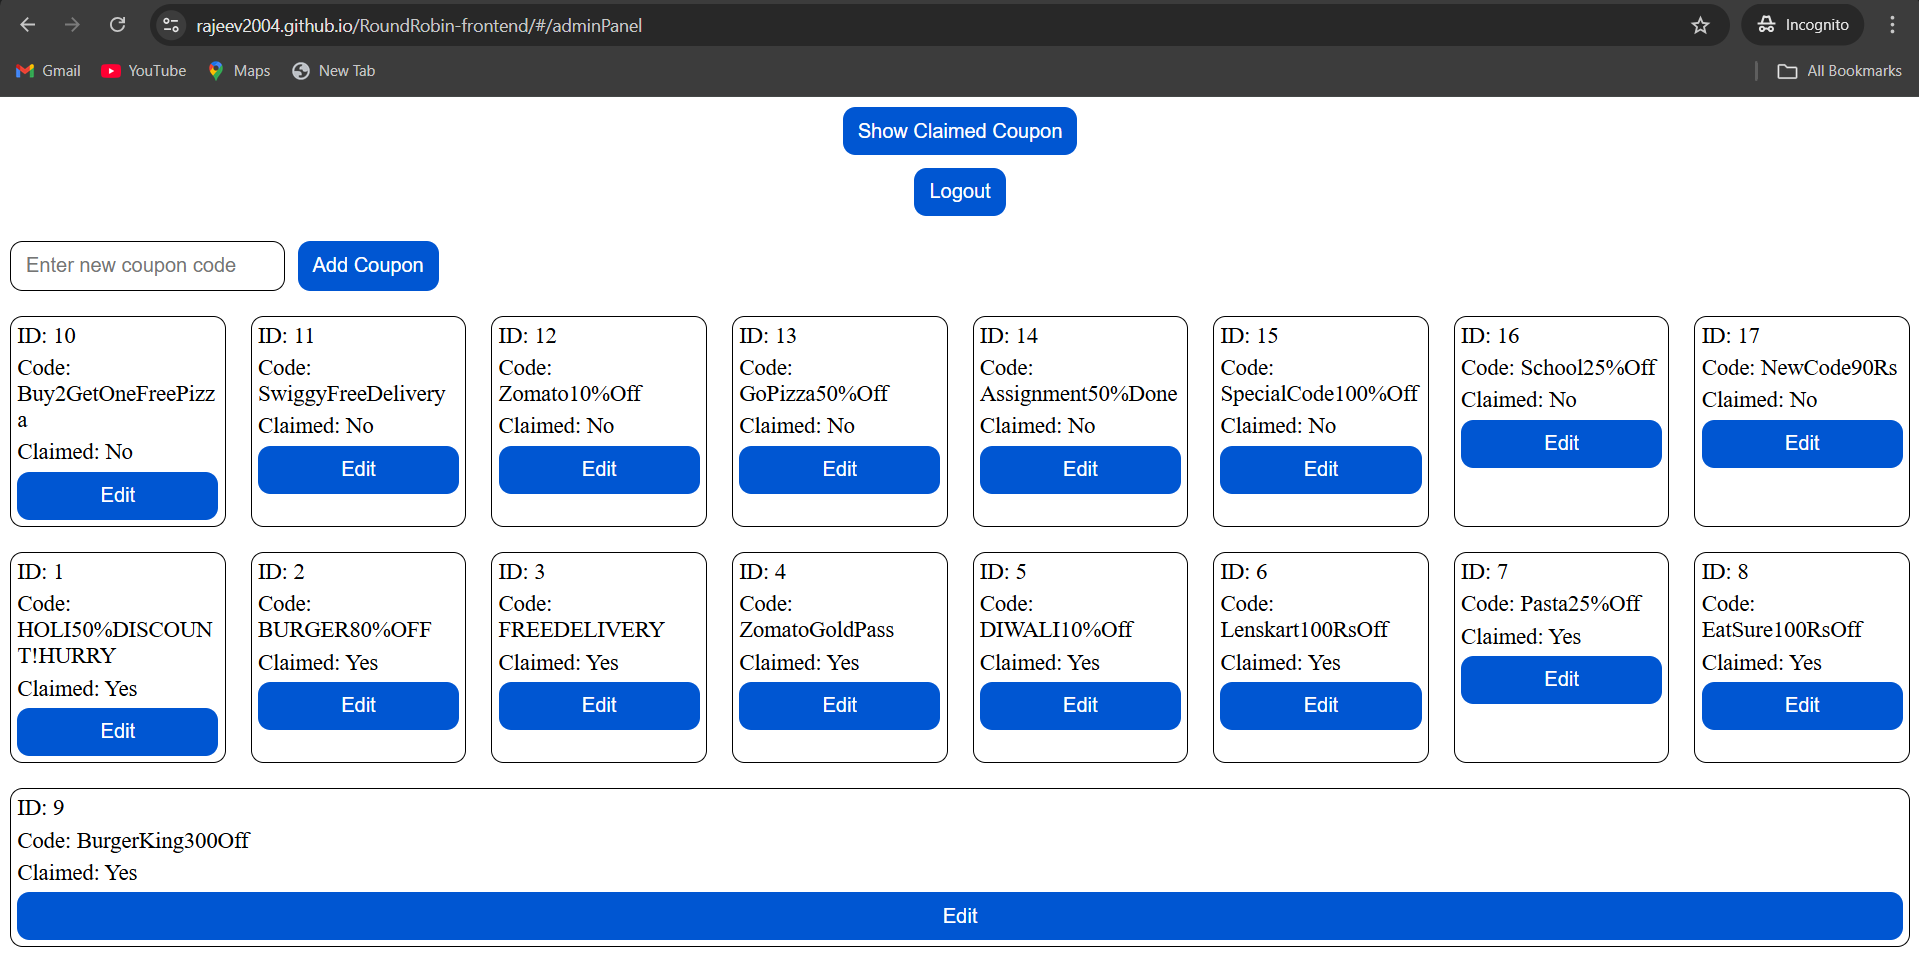 rajeev2004.github.io/RoundRobin-frontend/#/adminPanel
Incognito
Gmail
YouTube
Maps
New Tab
All Bookmarks
Show Claimed Coupon
Logout
Enter new coupon code
Add Coupon
ID: 10
Code:
Buy2GetOneFreePizz
a
Claimed: No
Edit
ID: 11
Code:
SwiggyFreeDelivery
Claimed: No
Edit
ID: 12
Code:
Zomato10%Off
Claimed: No
Edit
ID: 13
Code:
GoPizza50%Off
Claimed: No
Edit
ID: 14
Code:
Assignment50%Done
Claimed: No
Edit
ID: 15
Code:
SpecialCode100%Off
Claimed: No
Edit
ID: 16
Code: School25%Off
Claimed: No
Edit
ID: 17
Code: NewCode90Rs
Claimed: No
Edit
ID: 1
Code:
HOLI50%DISCOUN
T!HURRY
Claimed: Yes
Edit
ID: 2
Code:
BURGER80%OFF
Claimed: Yes
Edit
ID: 3
Code:
FREEDELIVERY
Claimed: Yes
Edit
ID: 4
Code:
ZomatoGoldPass
Claimed: Yes
Edit
ID: 5
Code:
DIWALI10%Off
Claimed: Yes
Edit
ID: 6
Code:
Lenskart100RsOff
Claimed: Yes
Edit
ID: 7
Code: Pasta25%Off
Claimed: Yes
Edit
ID: 8
Code:
EatSure100RsOff
Claimed: Yes
Edit
ID: 9
Code: BurgerKing300Off
Claimed: Yes
Edit